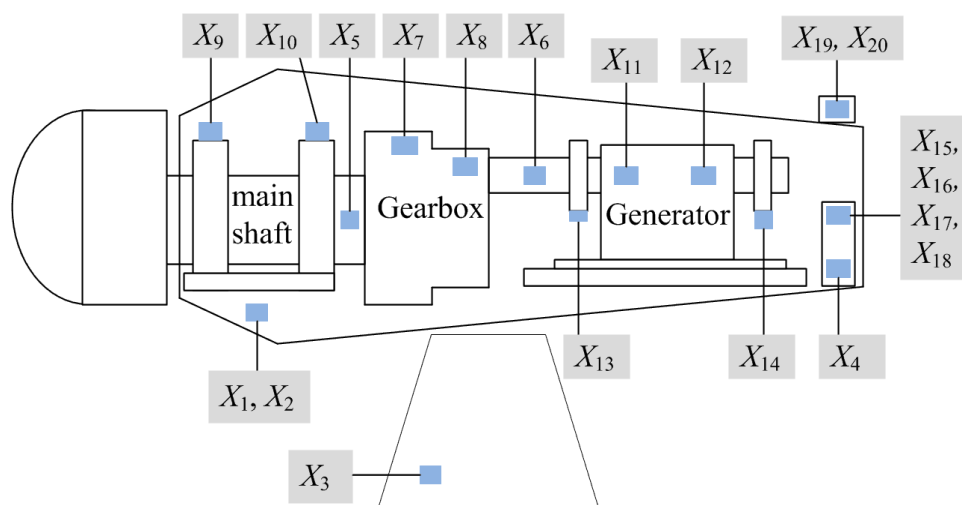 X₉
X₁₀
X₅
X₇
X₈
X₆
X₁₁
X₁₂
X₁₉, X₂₀
X₁₅,
X₁₆,
X₁₇,
X₁₈
main
shaft
Gearbox
Generator
X₁, X₂
X₁₃
X₁₄
X₄
X₃